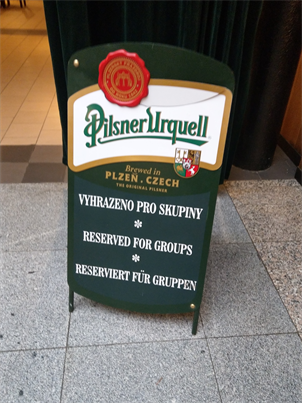 Pilsner Urquell
Brewed in
PLZEŇ . CZECH
THE ORIGINAL PILSNER
VYHRAZENO PRO SKUPINY
*
RESERVED FOR GROUPS
*
RESERVIERT FÜR GRUPPEN